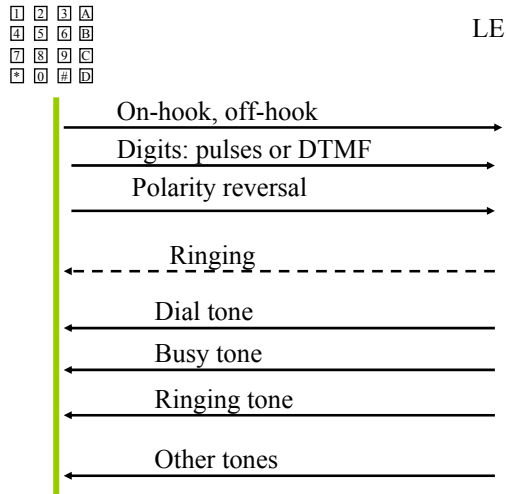 1 2 3 A
LE
4 5 6 B
7 8 9 C
* 0 # D
On-hook, off-hook
Digits: pulses or DTMF
Polarity reversal
Ringing
Dial tone
Busy tone
Ringing tone
Other tones